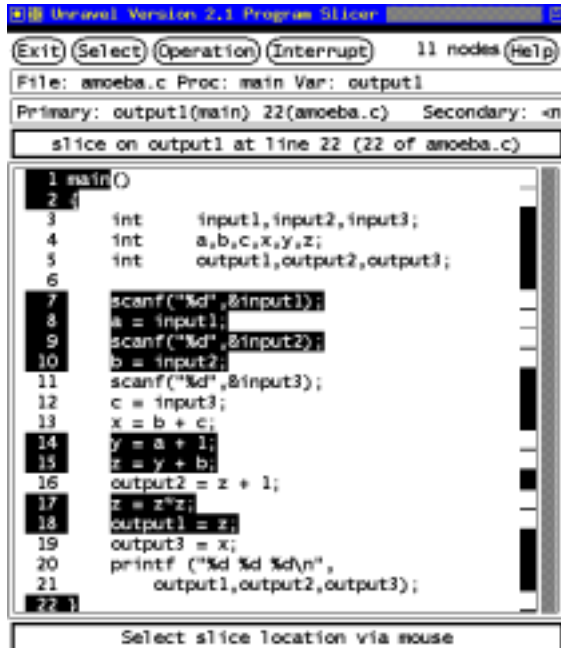 Unravel Version 2.1 Program Slicer
Exit Select Operation Interrupt 11 nodes Help
File: amoeba.c Proc: main Var: output1
Primary: output1(main) 22(amoeba.c) Secondary: <n
slice on output1 at line 22 (22 of amoeba.c)
1 main()
2 {
3 int input1,input2,input3;
4 int a,b,c,x,y,z;
5 int output1,output2,output3;
6
7 scanf("%d",&input1);
8 a = input1;
9 scanf("%d",&input2);
10 b = input2;
11 scanf("%d",&input3);
12 c = input3;
13 x = b + c;
14 y = a + 1;
15 z = y + b;
16 output2 = z + 1;
17 z = z*z;
18 output1 = z;
19 output3 = x;
20 printf ("%d %d %d\n",
21 output1,output2,output3);
22 }
Select slice location via mouse